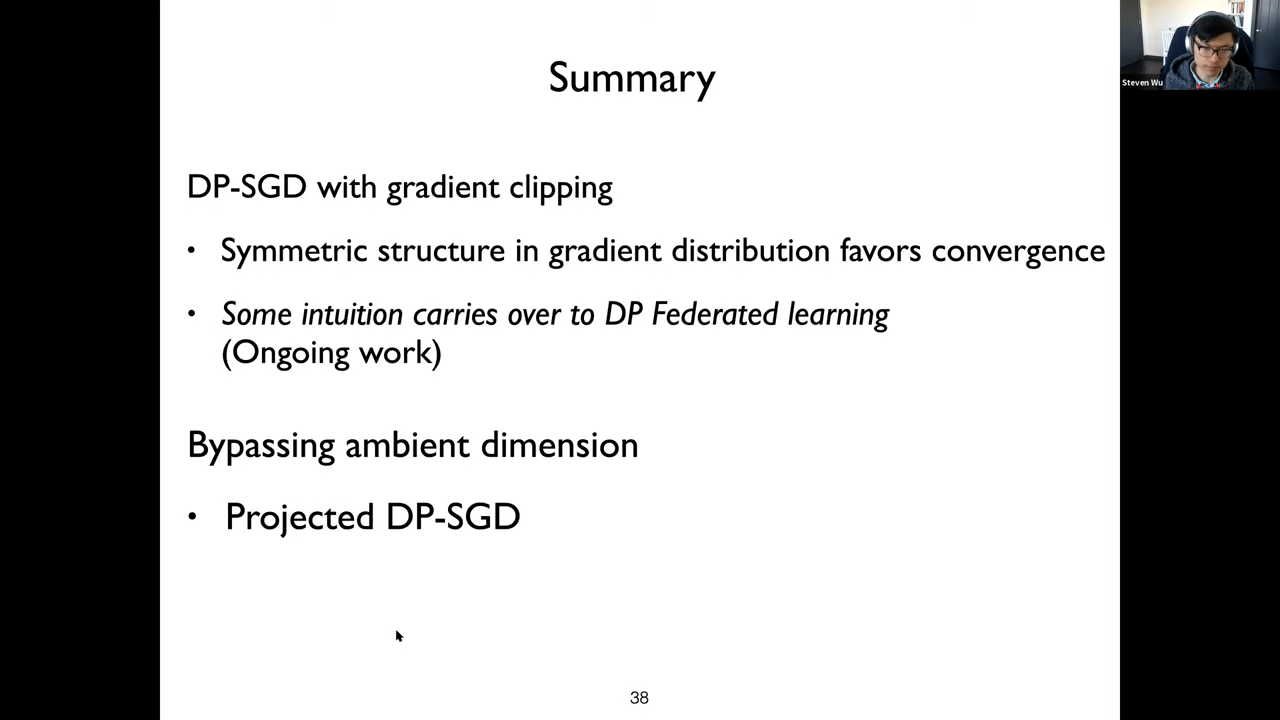 Summary
Steven Wu
DP-SGD with gradient clipping
• Symmetric structure in gradient distribution favors convergence
• Some intuition carries over to DP Federated learning
(Ongoing work)
Bypassing ambient dimension
• Projected DP-SGD
38